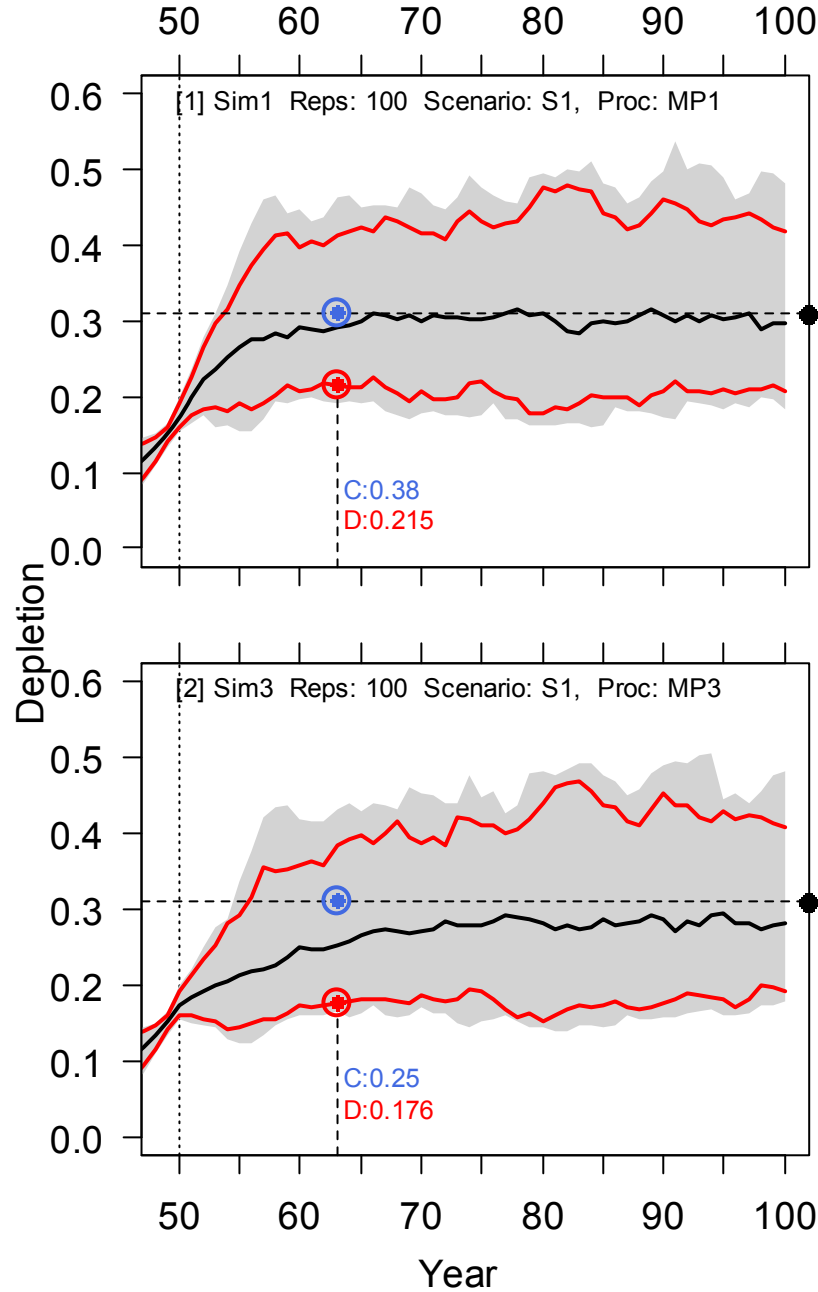 50 60 70 80 90 100
0.6
[1] Sim1 Reps: 100 Scenario: S1, Proc: MP1
0.5
0.4
0.3
0.2
0.1
C:0.38
D:0.215
0.0
Depletion
0.6
[2] Sim3 Reps: 100 Scenario: S1, Proc: MP3
0.5
0.4
0.3
0.2
0.1
C:0.25
D:0.176
0.0
50 60 70 80 90 100
Year